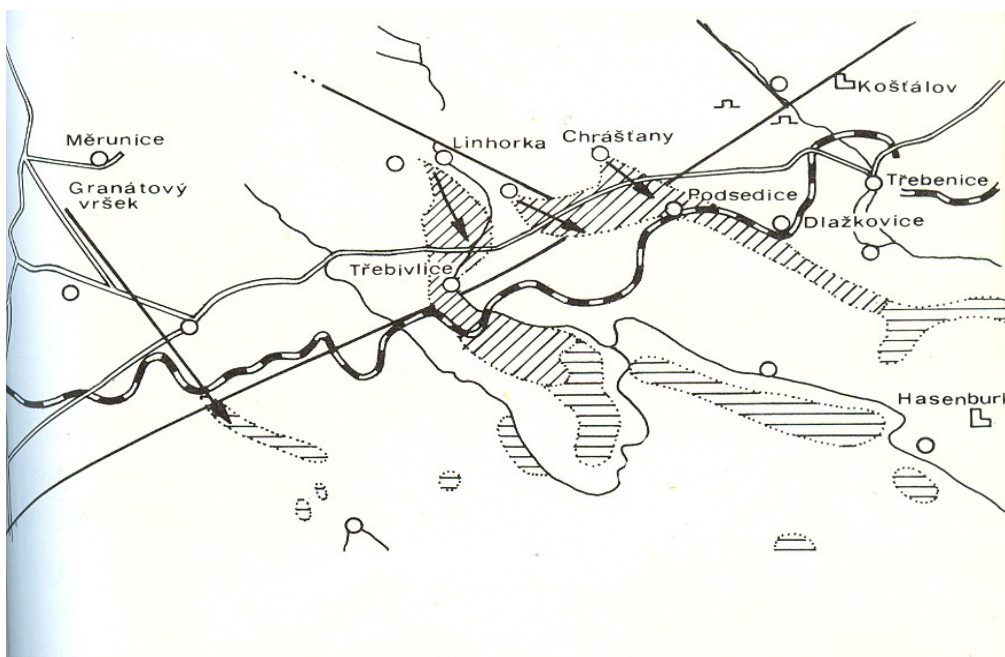 Košťálov
Měrunice
Linhorka
Chrášťany
Granátový
vršek
Podsedice
Třebenice
Dlažkovice
Třebivlice
Hasenburk